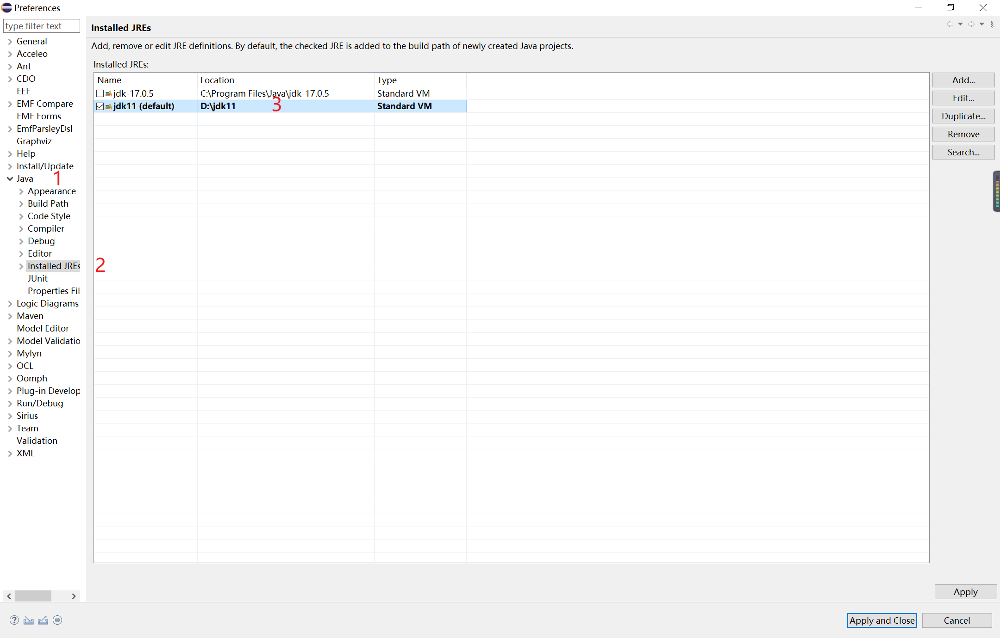 Preferences
type filter text
General
Acceleo
Ant
CDO
EEF
EMF Compare
EMF Forms
EmfParsleyDsl
Graphviz
Help
Install/Update
Java
1
Appearance
Build Path
Code Style
Compiler
Debug
Editor
Installed JREs
2
JUnit
Properties Fil
Logic Diagrams
Maven
Model Editor
Model Validatio
Mylyn
OCL
Oomph
Plug-in Develop
Run/Debug
Sirius
Team
Validation
XML
Installed JREs
Add, remove or edit JRE definitions. By default, the checked JRE is added to the build path of newly created Java projects.
Installed JREs:
Name Location Type
jdk-17.0.5 C:\Program Files\Java\jdk-17.0.5 Standard VM
jdk11 (default) D:\jdk11 3 Standard VM
Add...
Edit...
Duplicate...
Remove
Search...
Apply
Apply and Close Cancel